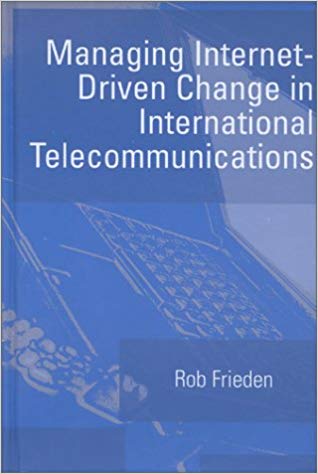 Managing Internet-
Driven Change in
International
Telecommunications
Rob Frieden